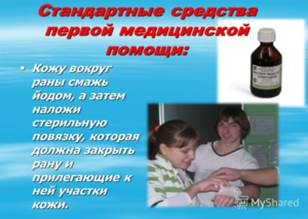 Стандартные средства
первой медицинской
помощи:
Кожу вокруг
раны смажь
йодом, а затем
наложи
стерильную
повязку, которая
должна закрыть
рану и
прилегающие к
ней участки
кожи.
MyShared